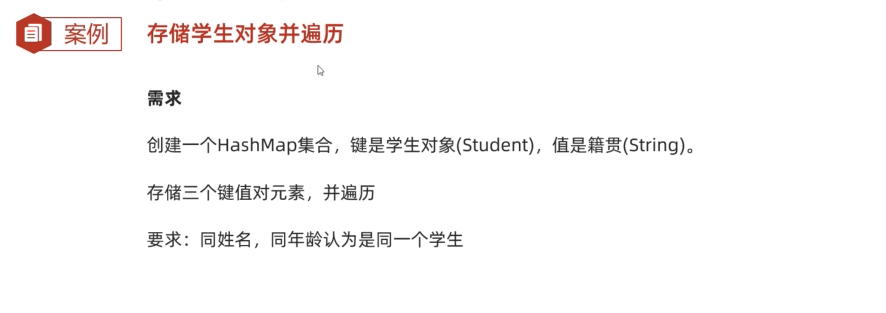 案例 存储学生对象并遍历
需求
创建一个HashMap集合，键是学生对象(Student)，值是籍贯(String)。
存储三个键值对元素，并遍历
要求：同姓名，同年龄认为是同一个学生